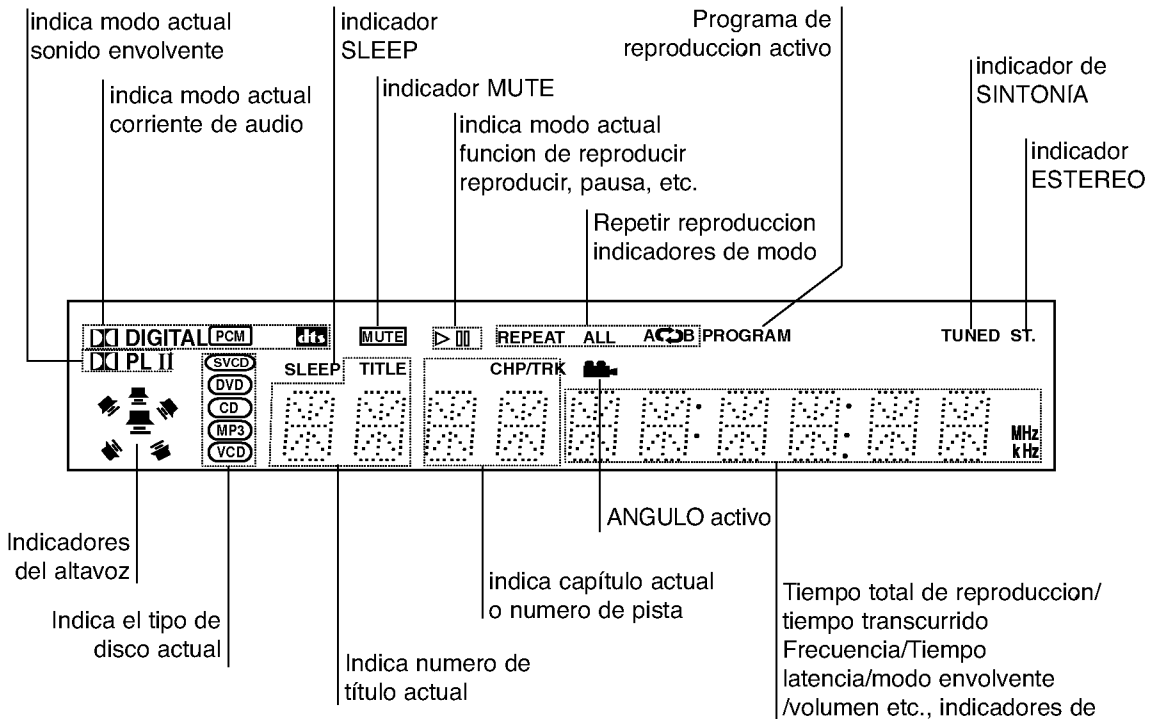 indica modo actual
sonido envolvente
indica modo actual
corriente de audio
indicador
SLEEP
indicador MUTE
indica modo actual
funcion de reproducir
reproducir, pausa, etc.
Repetir reproduccion
indicadores de modo
Programa de
reproduccion activo
indicador de
SINTONÍA
indicador
ESTEREO
DIGITAL PCM dts MUTE REPEAT ALL A B PROGRAM TUNED ST.
PL II SVCD SLEEP TITLE CHP/TRK
DVD
CD
MP3 MHz
VCD kHz
ANGULO activo
Indicadores
del altavoz
Indica el tipo de
disco actual
Indica numero de
título actual
indica capítulo actual
o numero de pista
Tiempo total de reproduccion/
tiempo transcurrido
Frecuencia/Tiempo
latencia/modo envolvente
/volumen etc., indicadores de